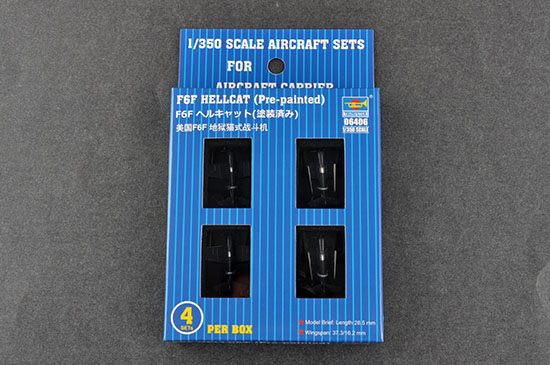 1/350 SCALE AIRCRAFT SETS
FOR
AIRCRAFT CARRIER
F6F HELLCAT (Pre-painted)
F6F ヘルキャット(塗装済み)
美国F6F 地狱猫式战斗机
06406
1/350 SCALE
4
SETs
PER BOX
Model Brief: Length: 28.5 mm
Wingspan: 37.3/16.2 mm